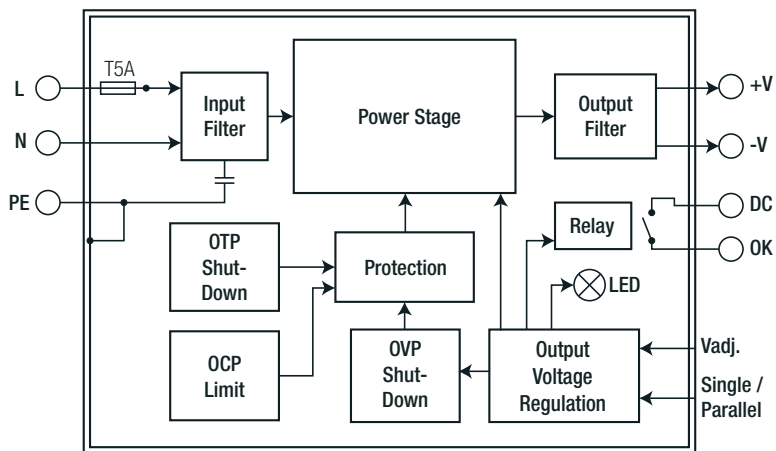 T5A
L
N
PE
Input
Filter
Power Stage
Output
Filter
+V
-V
DC
OK
Relay
LED
OTP
Shut-
Down
Protection
OCP
Limit
OVP
Shut-
Down
Output
Voltage
Regulation
Vadj.
Single /
Parallel